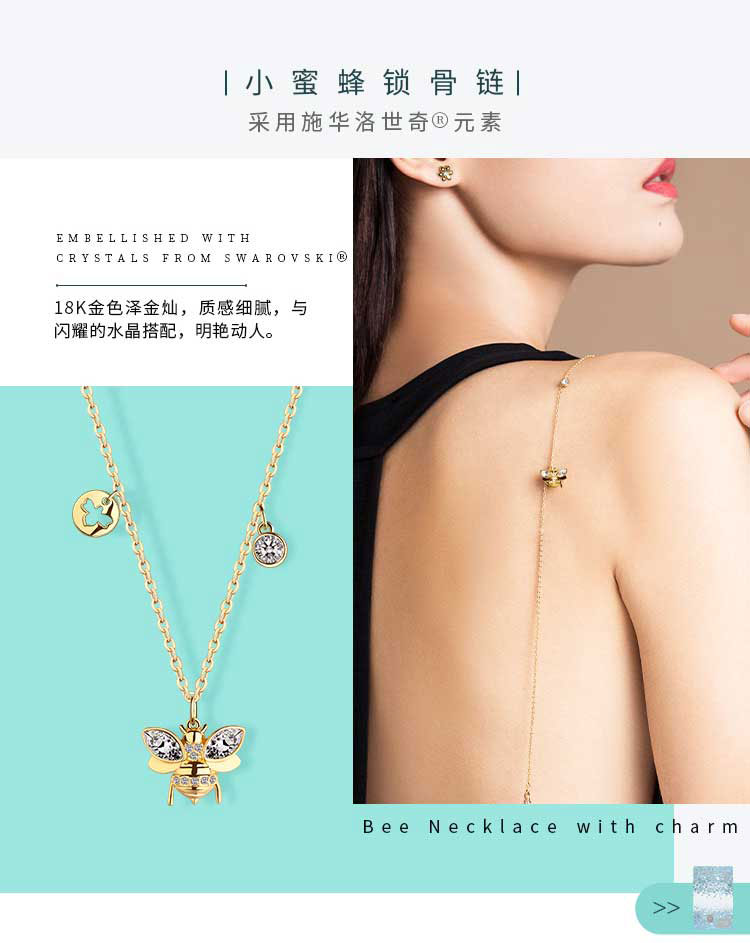 小蜜蜂锁骨链
采用施华洛世奇®元素
EMBELLISHED WITH
CRYSTALS FROM SWAROVSKI®
18K金色泽金灿，质感细腻，与
闪耀的水晶搭配，明艳动人。
Bee Necklace with charm
>>